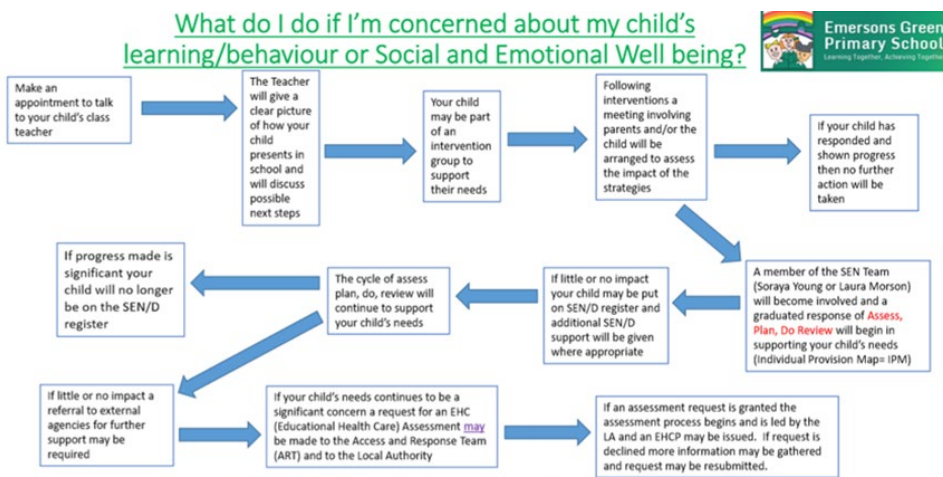 What do I do if I'm concerned about my child's
learning/behaviour or Social and Emotional Well being?
Emersons Green
Primary School
Learning Together, Achieving Together
Make an
appointment to talk
to your child's class
teacher
The Teacher
will give a
clear picture
of how your
child
presents in
school and
will discuss
possible
next steps
Your child
may be part
of an
intervention
group to
support
their needs
Following
interventions a
meeting involving
parents and/or the
child will be
arranged to assess
the impact of the
strategies
If your child has
responded and
shown progress
then no further
action will be
taken
A member of the SEN Team
(Soraya Young or Laura Morson)
will become involved and a
graduated response of Assess,
Plan, Do Review will begin in
supporting your child's needs
(Individual Provision Map= IPM)
If little or no impact
your child may be put
on SEN/D register and
additional SEN/D
support will be given
where appropriate
The cycle of assess
plan, do, review will
continue to support
your child's needs
If progress made is
significant your
child will no longer
be on the SEN/D
register
If little or no impact a
referral to external
agencies for further
support may be
required
If your child's needs continues to be a
significant concern a request for an EHC
(Educational Health Care) Assessment may
be made to the Access and Response Team
(ART) and to the Local Authority
If an assessment request is granted the
assessment process begins and is led by the
LA and an EHCP may be issued. If request is
declined more information may be gathered
and request may be resubmitted.